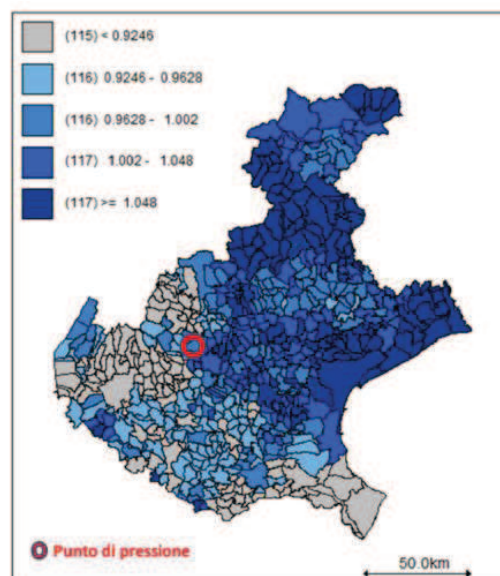 (115) < 0.9246
(116) 0.9246 - 0.9628
(116) 0.9628 - 1.002
(117) 1.002 - 1.048
(117) >= 1.048
Punto di pressione
50.0km